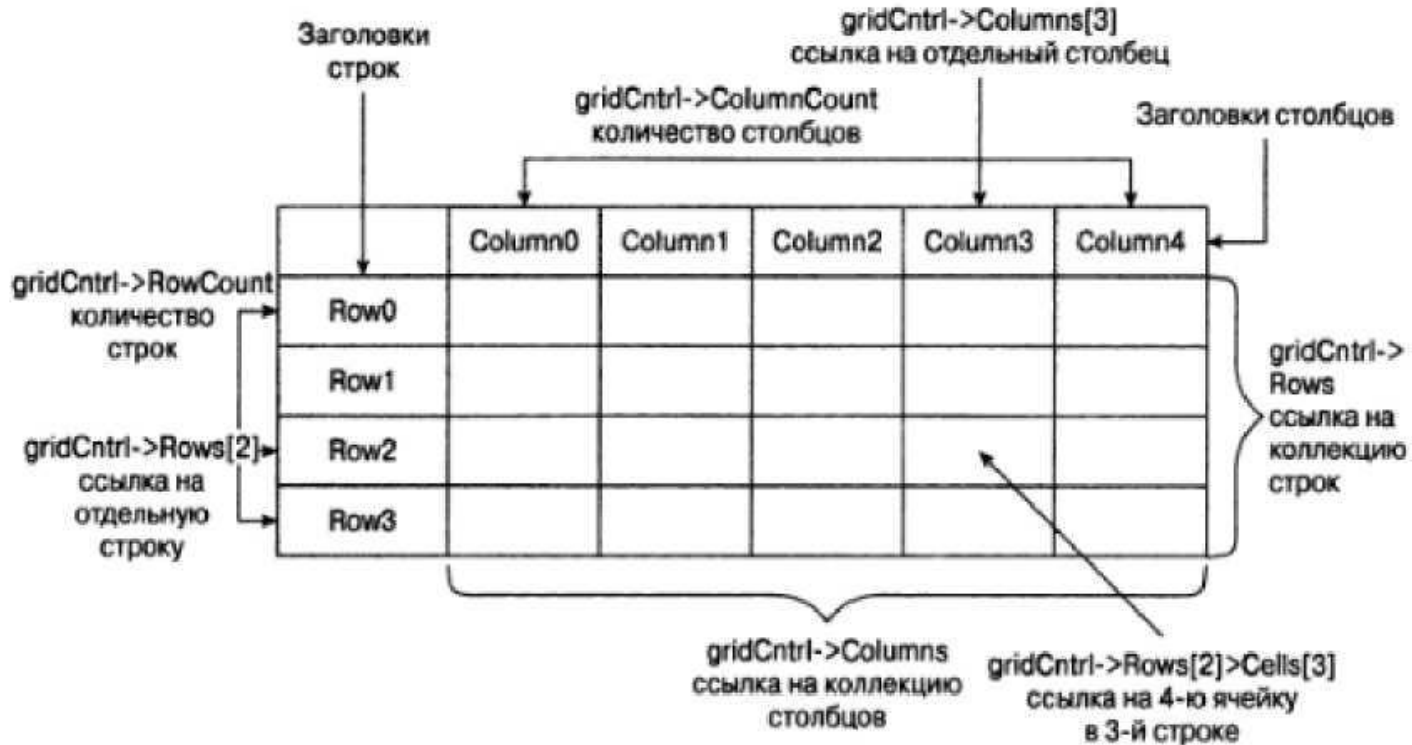 gridCntrl->Columns[3]
ссылка на отдельный столбец
Заголовки
строк
gridCntrl->ColumnCount
количество столбцов
Заголовки столбцов
Column0 Column1 Column2 Column3 Column4
gridCntrl->RowCount
количество
строк
Row0
Row1
gridCntrl->
Rows
ссылка на
коллекцию
строк
gridCntrl->Rows[2]
ссылка на
отдельную
строку
Row2
Row3
gridCntrl->Columns
ссылка на коллекцию
столбцов
gridCntrl->Rows[2]>Cells[3]
ссылка на 4-ю ячейку
в 3-й строке